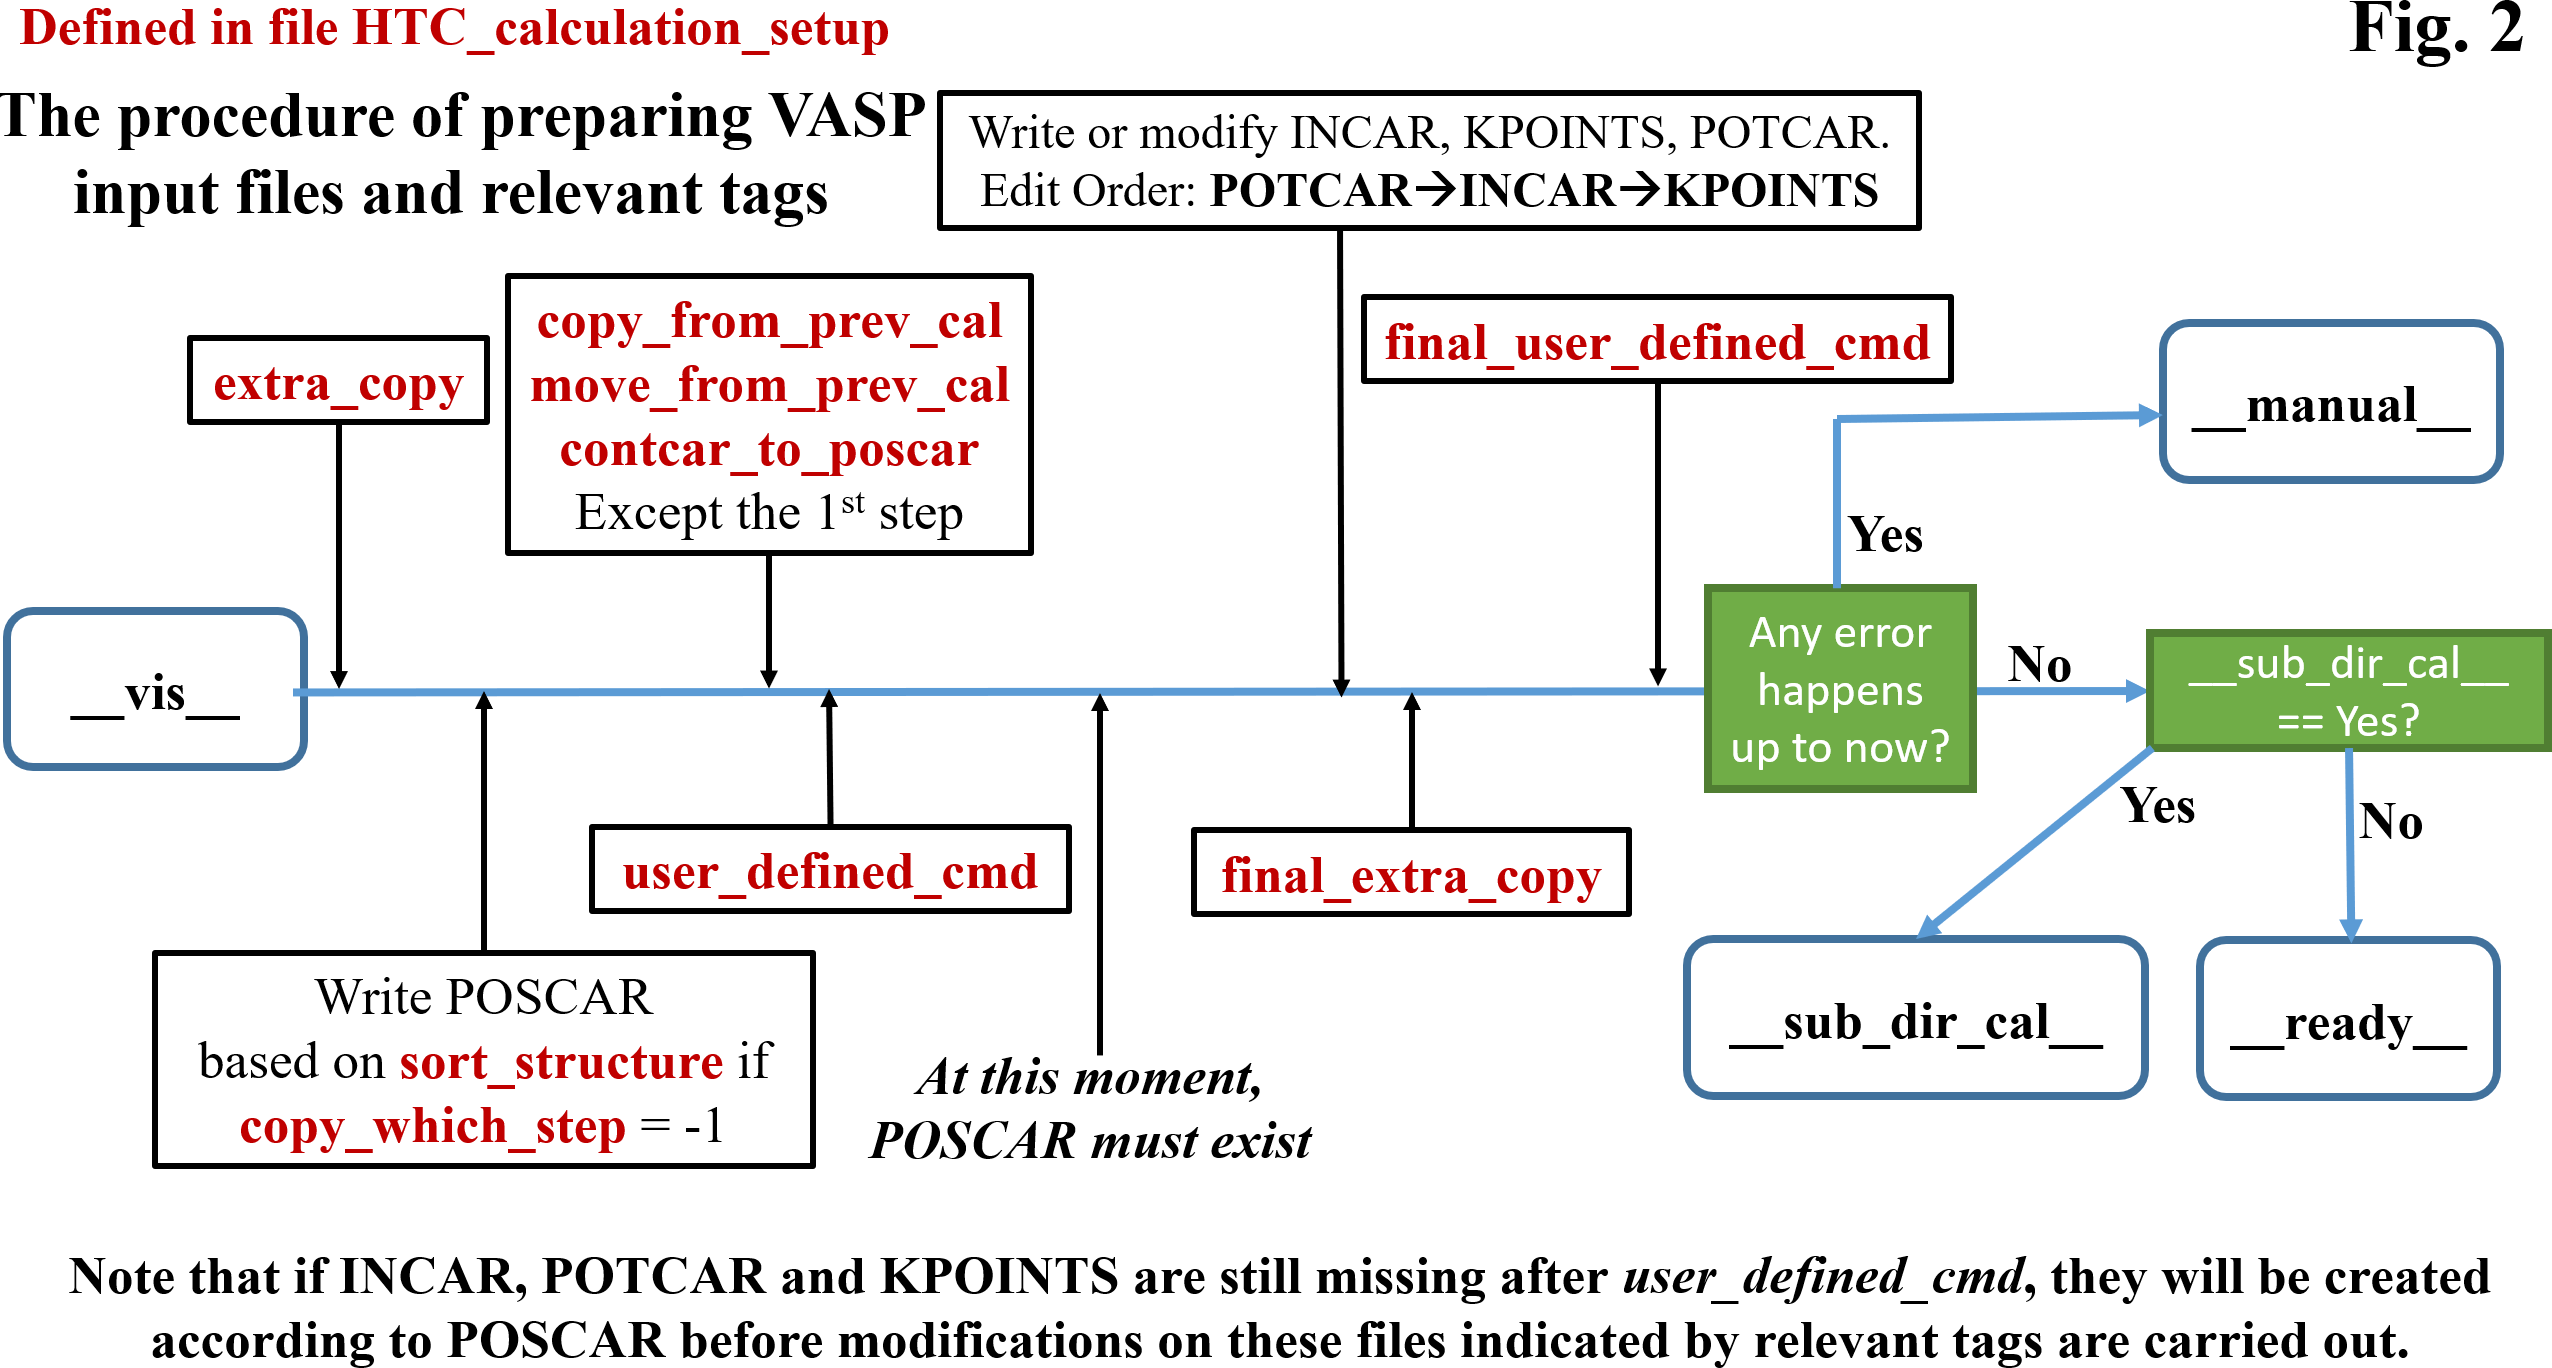 Defined in file HTC_calculation_setup
Fig. 2
The procedure of preparing VASP
input files and relevant tags
Write or modify INCAR, KPOINTS, POTCAR.
Edit Order: POTCAR→INCAR→KPOINTS
extra_copy
copy_from_prev_cal
move_from_prev_cal
contcar_to_poscar
Except the 1st step
final_user_defined_cmd
__manual__
Yes
__vis__
Any error
happens
up to now?
No
__sub_dir_cal__
== Yes?
Yes
No
user_defined_cmd
final_extra_copy
Write POSCAR
based on sort_structure if
copy_which_step = -1
At this moment,
POSCAR must exist
__sub_dir_cal__
__ready__
Note that if INCAR, POTCAR and KPOINTS are still missing after user_defined_cmd, they will be created
according to POSCAR before modifications on these files indicated by relevant tags are carried out.